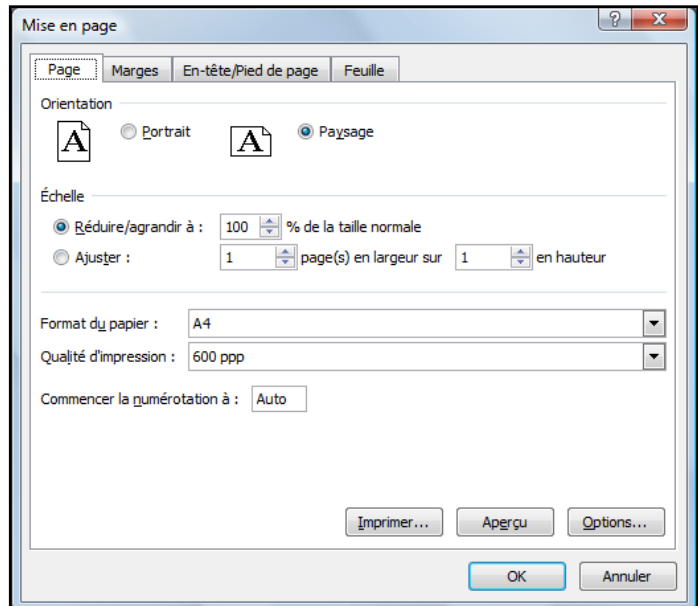 Mise en page
?
X
Page Marges En-tête/Pied de page Feuille
Orientation
A Portrait A Paysage
Échelle
Réduire/agrandir à : 100 % de la taille normale
Ajuster : 1 page(s) en largeur sur 1 en hauteur
Format du papier : A4
Qualité d'impression : 600 ppp
Commencer la numérotation à : Auto
Imprimer... Aperçu Options...
OK Annuler